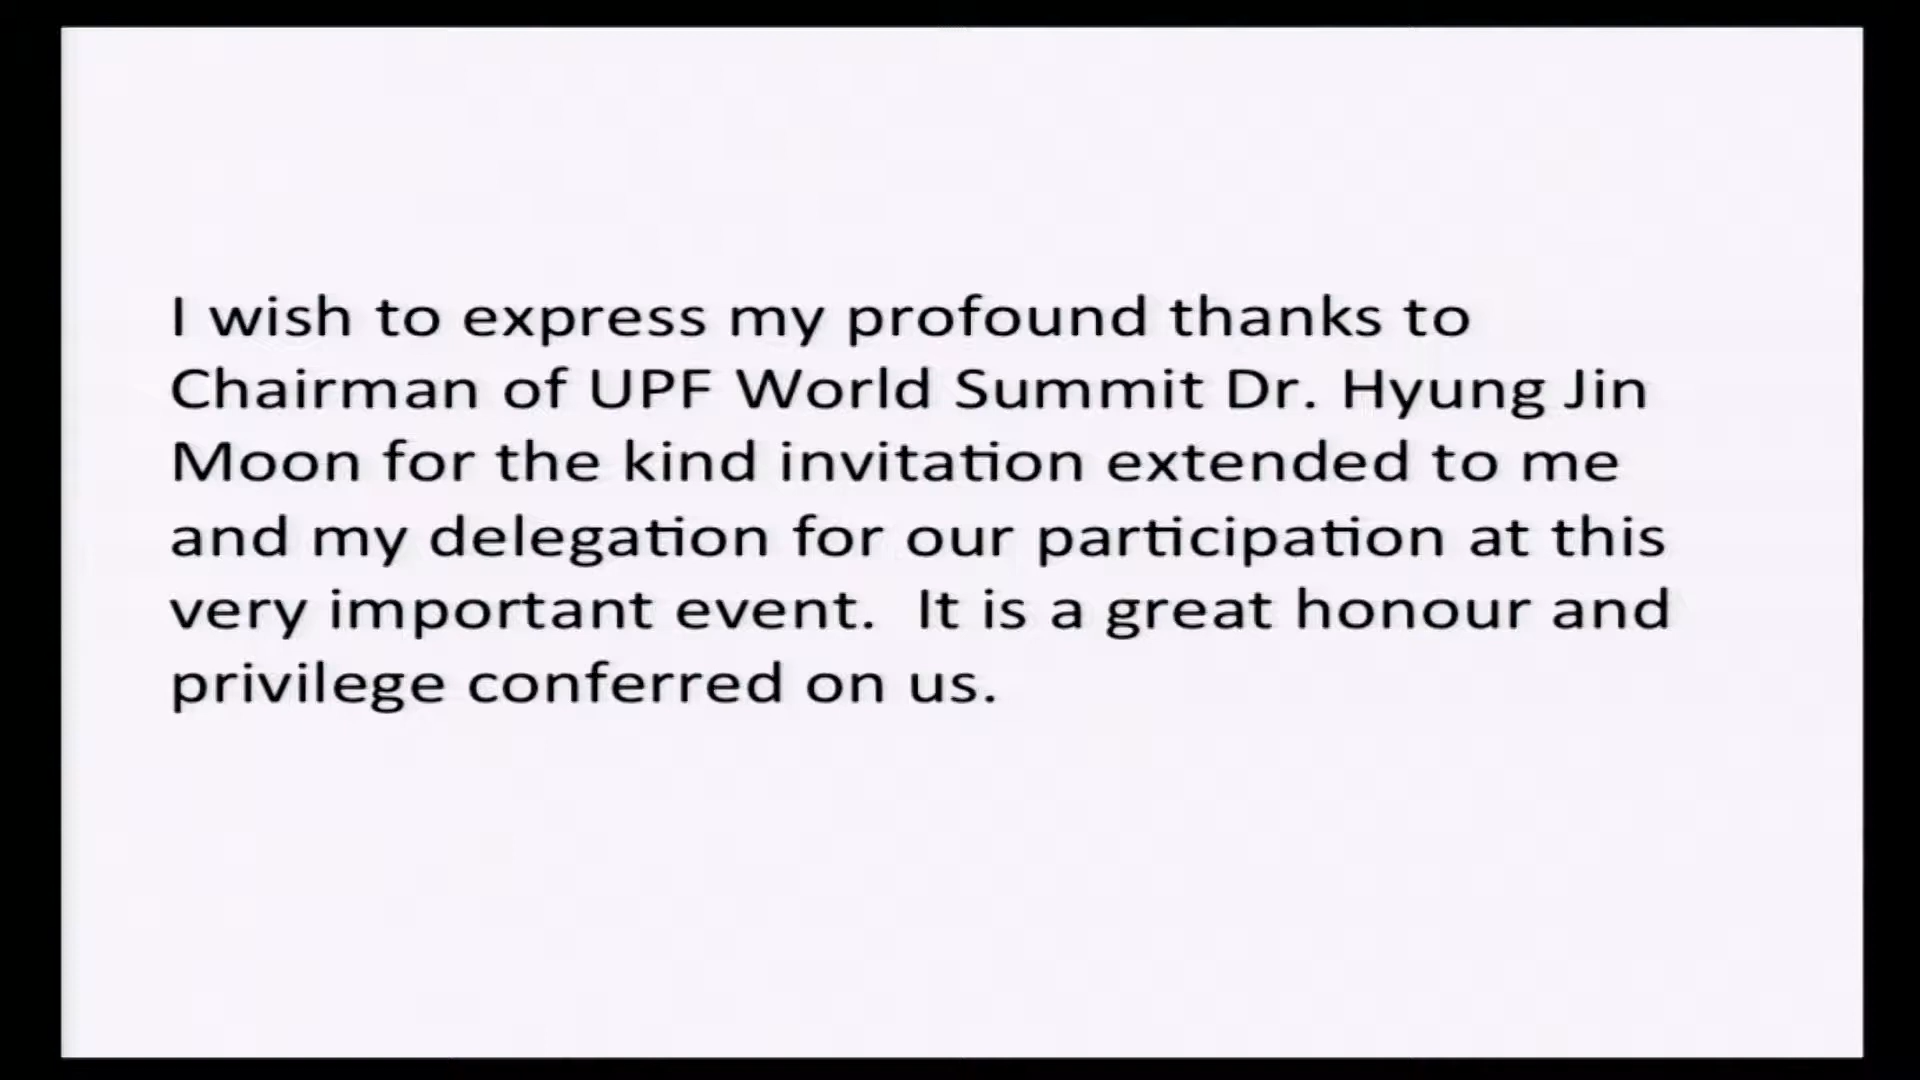 I wish to express my profound thanks to
Chairman of UPF World Summit Dr. Hyung Jin
Moon for the kind invitation extended to me
and my delegation for our participation at this
very important event.  It is a great honour and
privilege conferred on us.